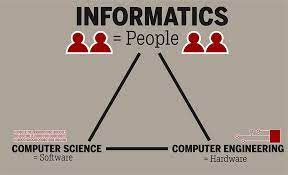 INFORMATICS
= People
COMPUTER SCIENCE
= Software
COMPUTER ENGINEERING
= Hardware